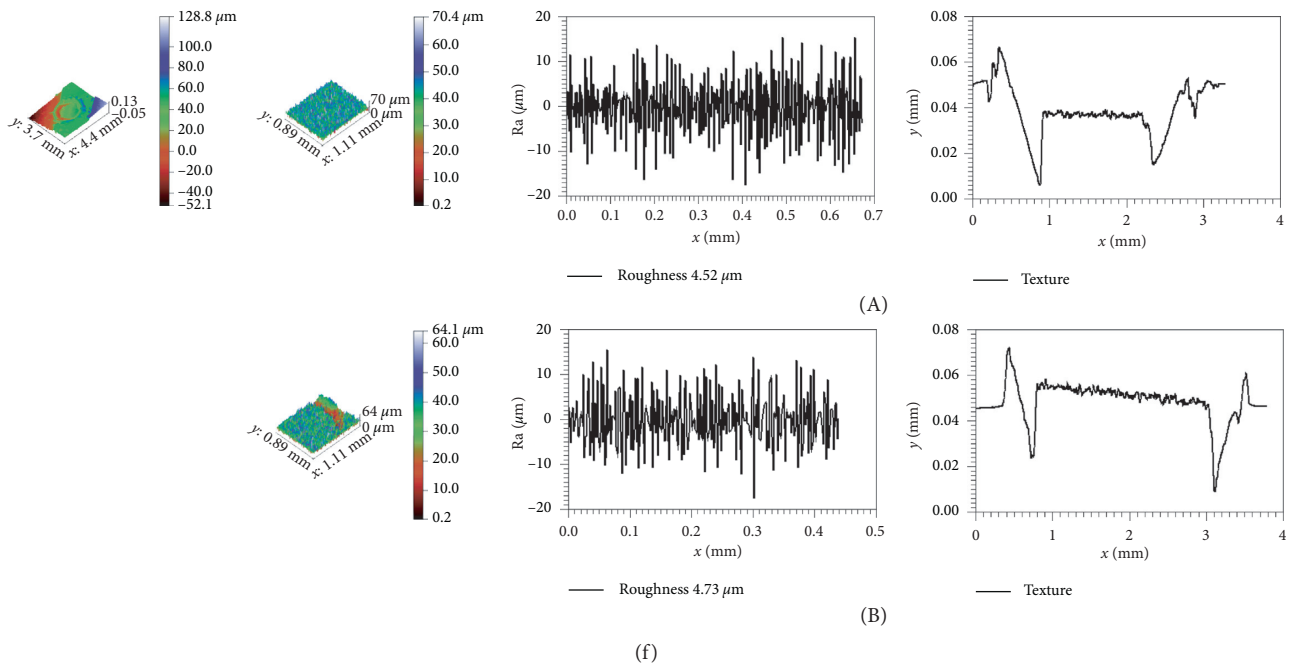 128.8 μm
100.0
80.0
60.0
40.0
20.0
0.0
−20.0
−40.0
−52.1
0.13
−0.05
y: 3.7 mm
x: 4.4 mm
70.4 μm
60.0
50.0
40.0
30.0
20.0
10.0
0.2
70 μm
0 μm
y: 0.89 mm
x: 1.11 mm
20
10
0
−10
−20
Ra (μm)
0.0 0.1 0.2 0.3 0.4 0.5 0.6 0.7
x (mm)
Roughness 4.52 μm
0.08
0.06
0.04
0.02
0.00
y (mm)
0 1 2 3 4
x (mm)
Texture
(A)
64.1 μm
60.0
50.0
40.0
30.0
20.0
10.0
0.2
64 μm
0 μm
y: 0.89 mm
x: 1.11 mm
20
10
0
−10
−20
Ra (μm)
0.0 0.1 0.2 0.3 0.4 0.5
x (mm)
Roughness 4.73 μm
0.08
0.06
0.04
0.02
0.00
y (mm)
0 1 2 3 4
x (mm)
Texture
(B)
(f)